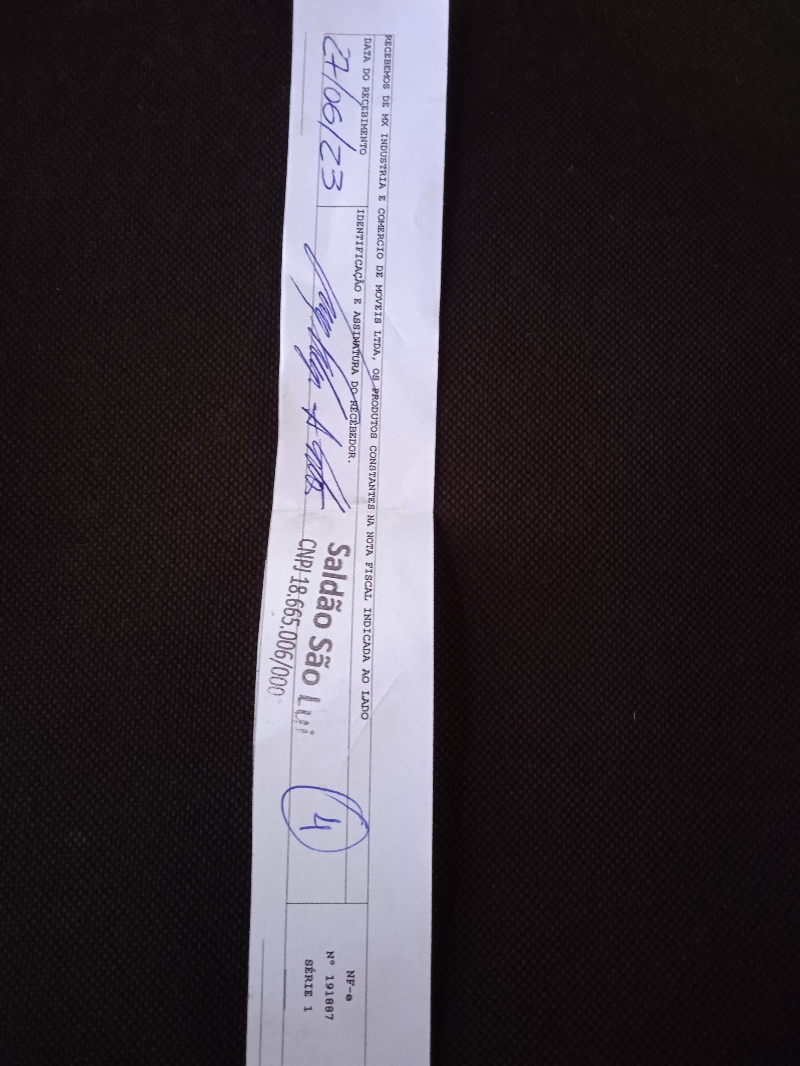 RECEBEMOS DE MX INDUSTRIA E COMERCIO DE MOVEIS LTDA, OS PRODUTOS CONSTANTES NA NOTA FISCAL INDICADA AO LADO
DATA DO RECEBIMENTO
27/06/23
IDENTIFICAÇÃO E ASSINATURA DO RECEBEDOR.
Saldão São Lui
CNPJ 18.665.006/000
4
NF-e
Nº 191887
SÉRIE 1